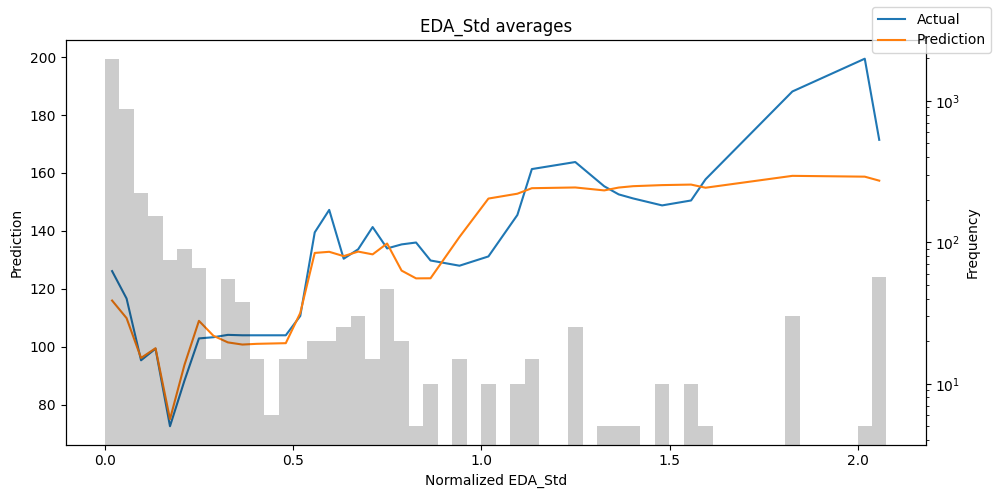 EDA_Std averages
Actual
Prediction
200
180
160
140
120
100
80
Prediction
10³
10²
10¹
Frequency
0.0 0.5 1.0 1.5 2.0
Normalized EDA_Std